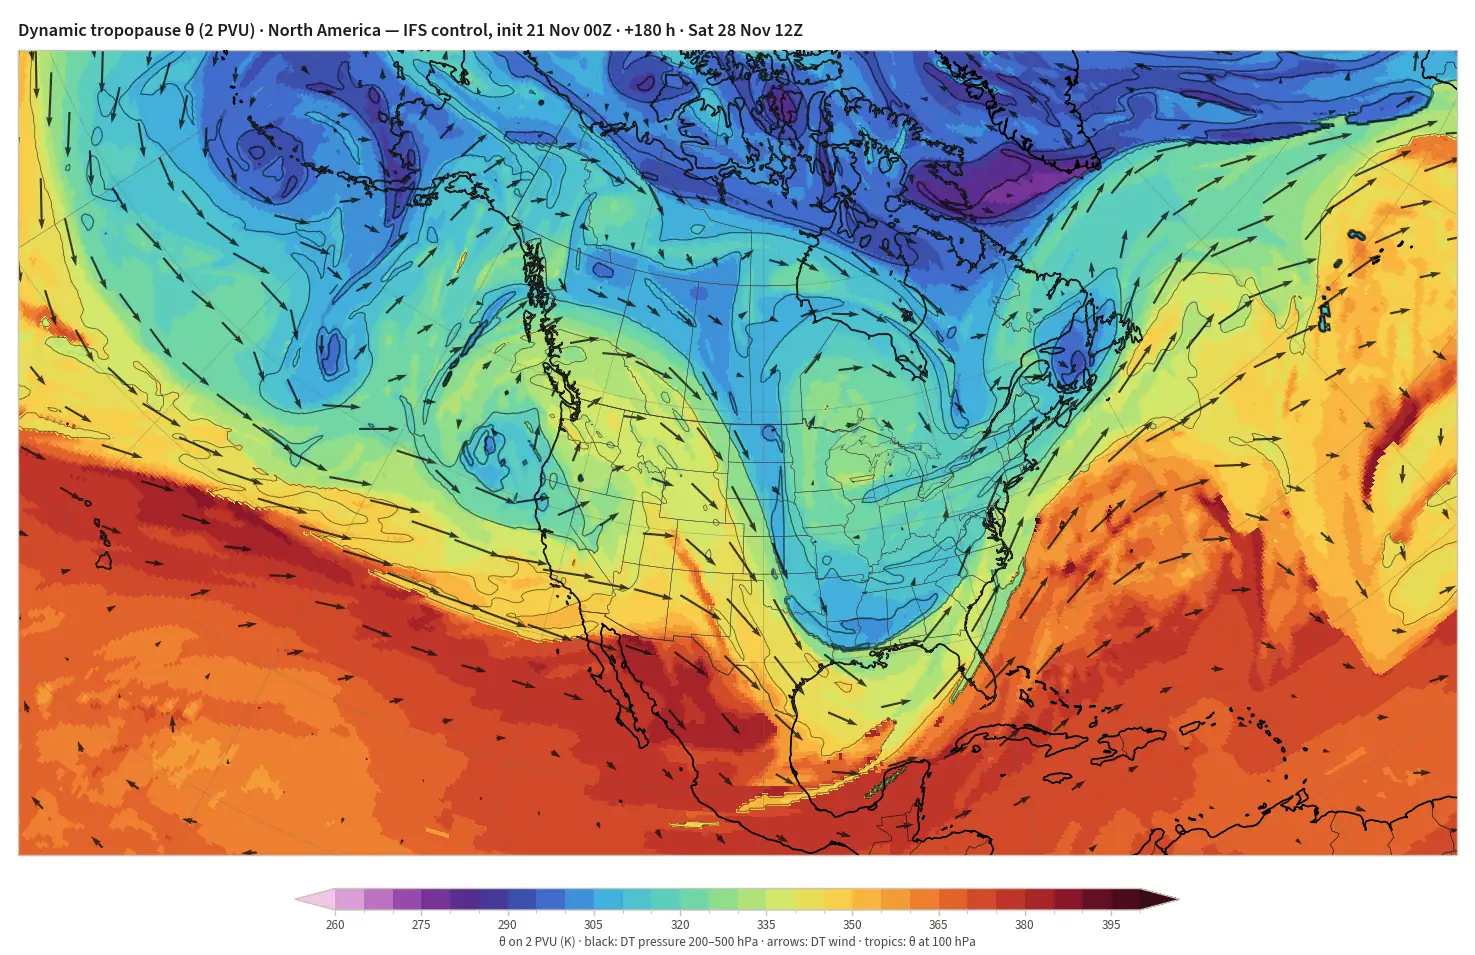 Dynamic tropopause θ (2 PVU) · North America — IFS control, init 21 Nov 00Z · +180 h · Sat 28 Nov 12Z
260 275 290 305 320 335 350 365 380 395
θ on 2 PVU (K) · black: DT pressure 200–500 hPa · arrows: DT wind · tropics: θ at 100 hPa